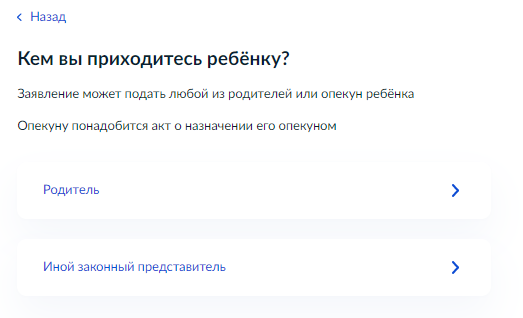 Назад
Кем вы приходитесь ребёнку?
Заявление может подать любой из родителей или опекун ребёнка
Опекуну понадобится акт о назначении его опекуном
Родитель
Иной законный представитель